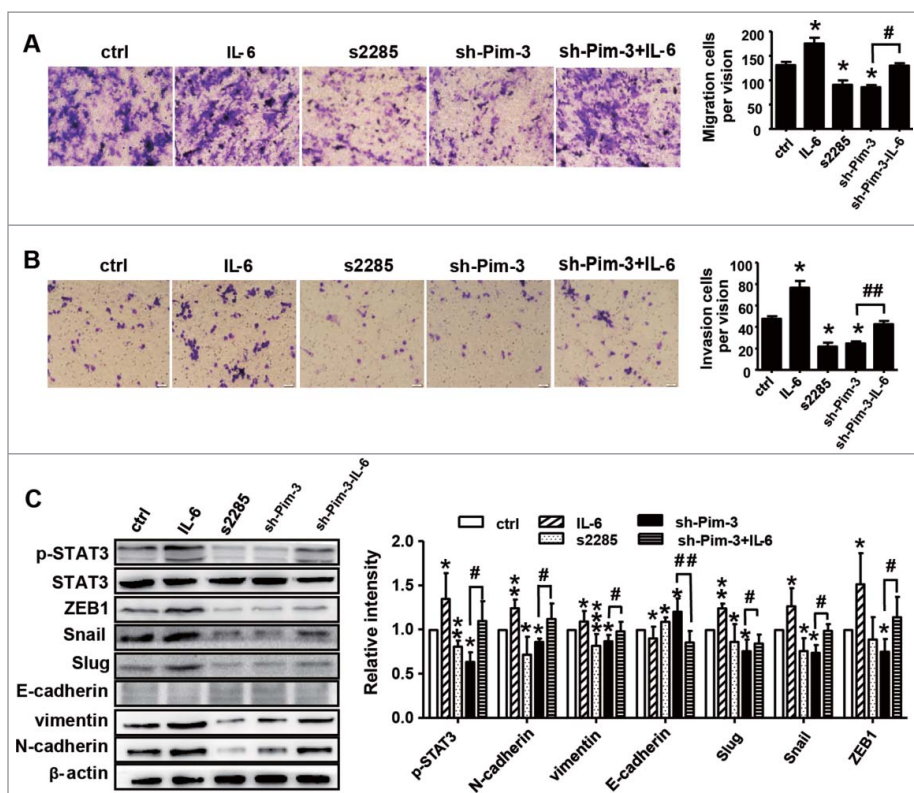 A
ctrl IL-6 s2285 sh-Pim-3 sh-Pim-3+IL-6
Migration cells
per vision
200
150
100
50
0
* * * #
ctrl IL-6 s2285 sh-Pim-3 sh-Pim-3-IL-6
B
ctrl IL-6 s2285 sh-Pim-3 sh-Pim-3+IL-6
Invasion cells
per vision
80
60
40
20
0
* * * ##
ctrl IL-6 s2285 sh-Pim-3 sh-Pim-3-IL-6
C
ctrl IL-6 s2285 sh-Pim-3 sh-Pim-3-IL-6
p-STAT3
STAT3
ZEB1
Snail
Slug
E-cadherin
vimentin
N-cadherin
β-actin
ctrl IL-6 sh-Pim-3
s2285 sh-Pim-3+IL-6
Relative intensity
2.0
1.5
1.0
0.5
0.0
* ** * # ** * * # * *** * # * * * ## ** * * # * * * # * * #
p-STAT3 N-cadherin vimentin E-cadherin Slug Snail ZEB1